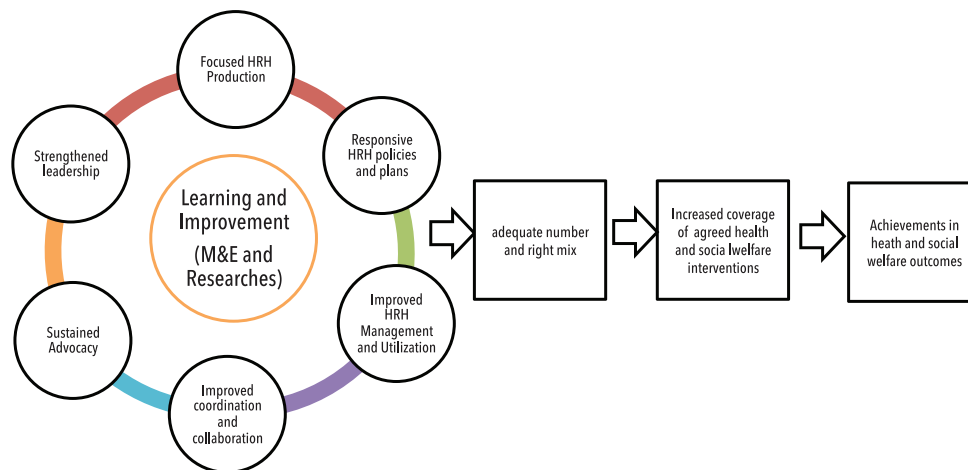 Focused HRH
Production
Responsive
HRH policies
and plans
Improved
HRH
Management
and Utilization
Improved
coordination
and
collaboration
Sustained
Advocacy
Strengthened
leadership
Learning and
Improvement
(M&E and
Researches)
adequate number
and right mix
Increased coverage
of agreed health
and social welfare
interventions
Achievements in
heath and social
welfare outcomes